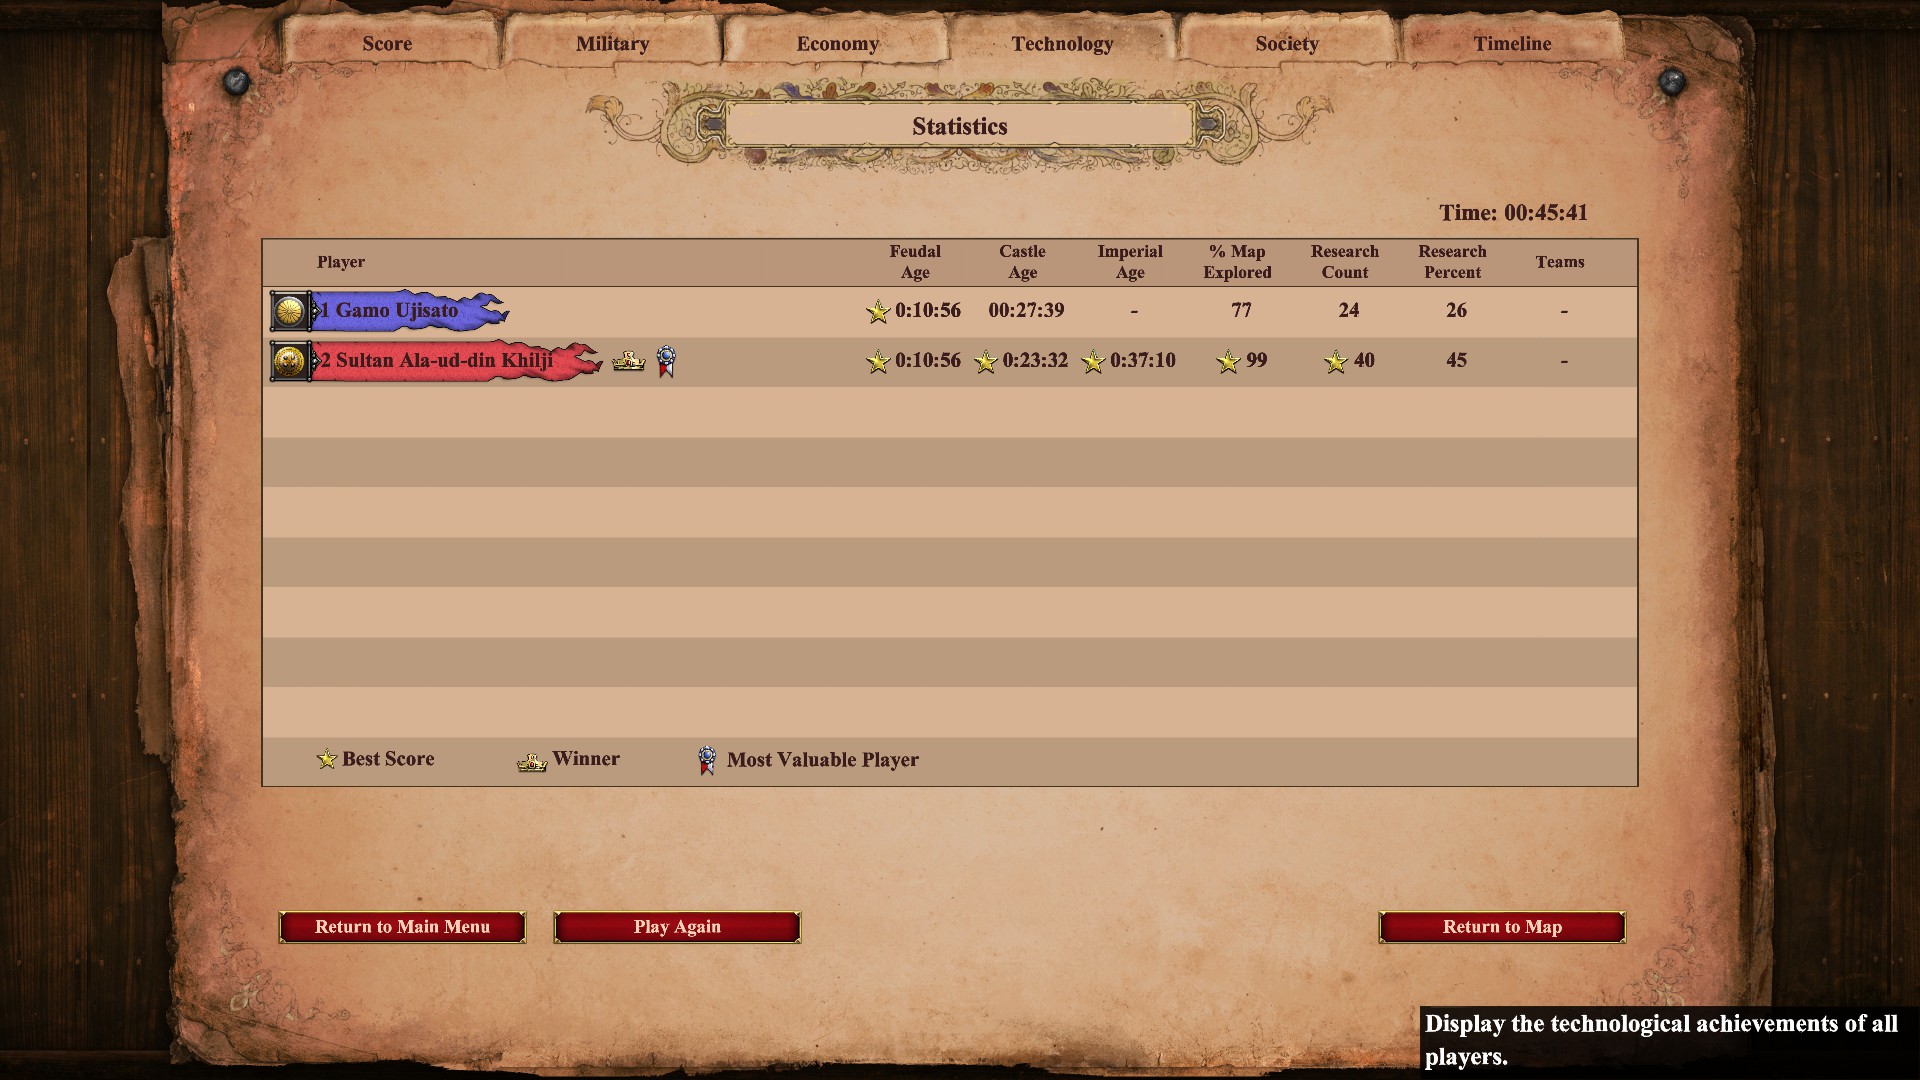 Score Military Economy Technology Society Timeline
Statistics
Time: 00:45:41
Player Feudal Age Castle Age Imperial Age % Map Explored Research Count Research Percent Teams
1 Gamo Ujisato 0:10:56 00:27:39 - 77 24 26 -
2 Sultan Ala-ud-din Khilji 0:10:56 0:23:32 0:37:10 99 40 45 -
Best Score Winner Most Valuable Player
Return to Main Menu Play Again Return to Map
Display the technological achievements of all
players.